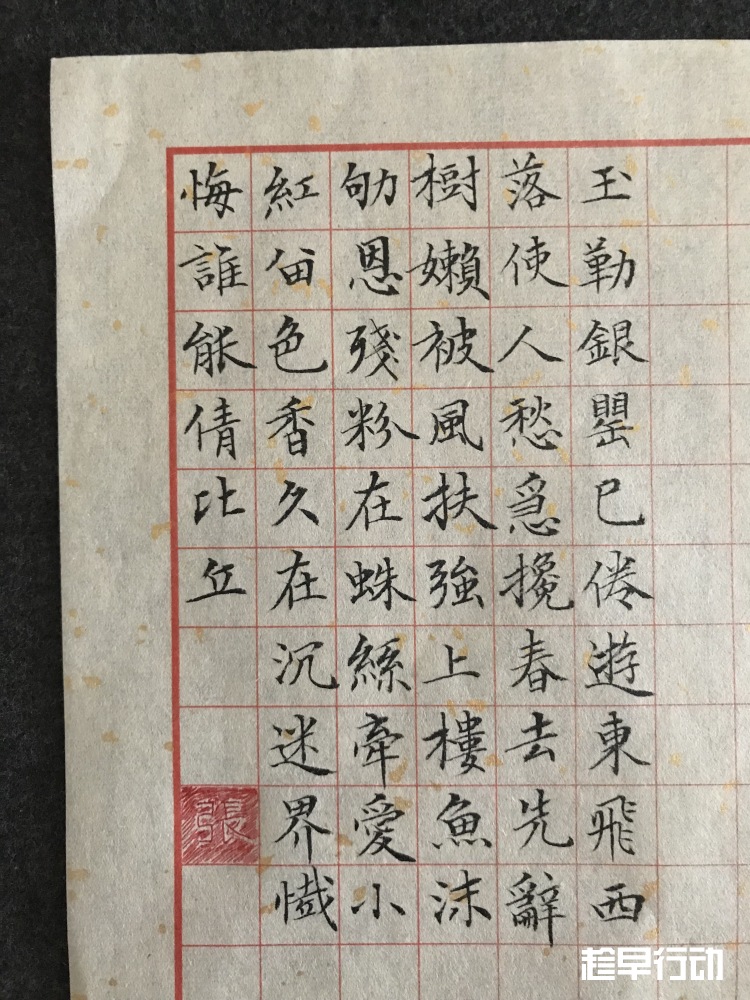 玉勒銀罌已倦遊東飛西
落使人愁急攙春去先辭
樹嬾被風扶強上樓魚沫
劬恩殘粉在蛛絲牽愛小
紅留色香久在沉迷界懺
悔誰能倩比丘
張
趁早行动